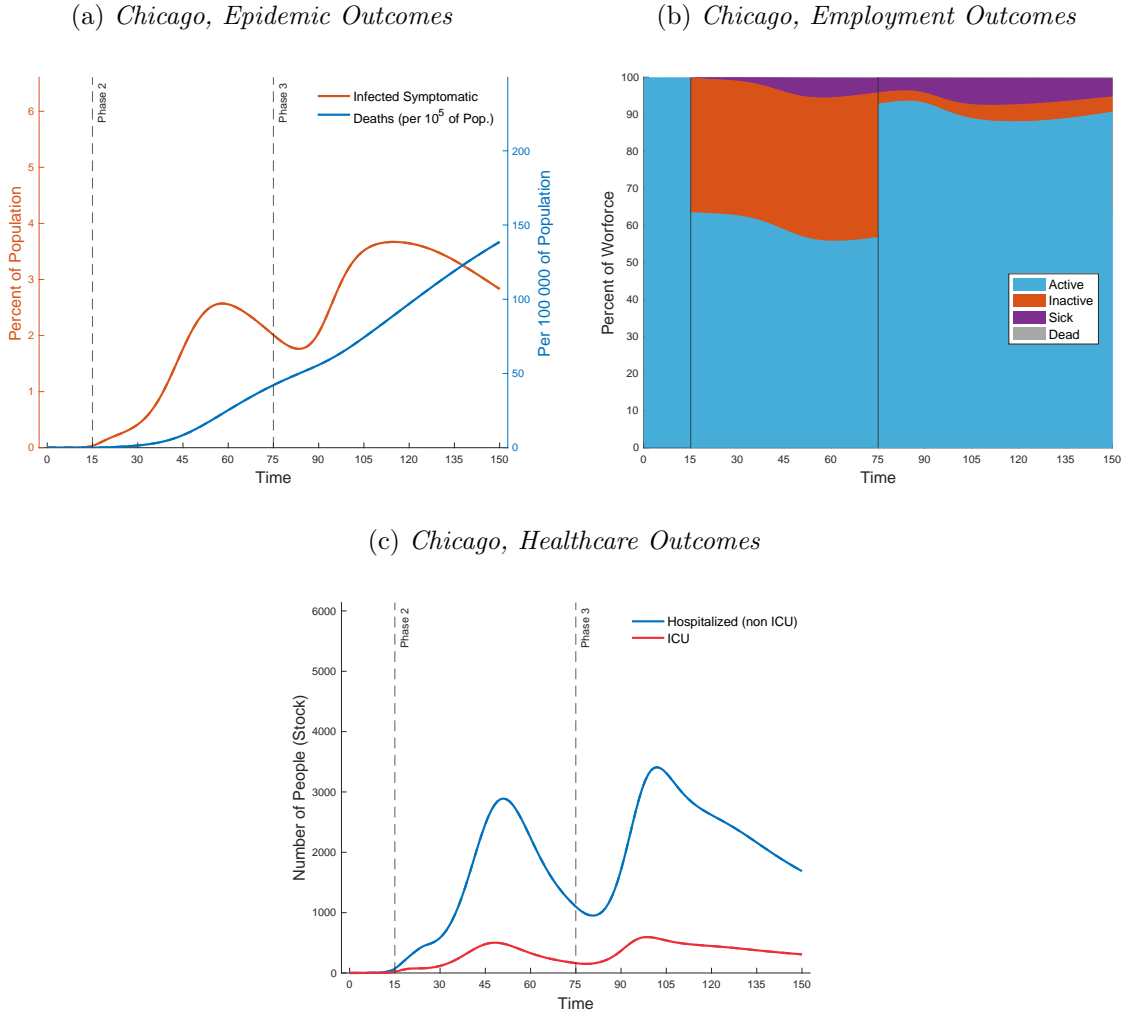 (a) Chicago, Epidemic Outcomes
Phase 2
Phase 3
Infected Symptomatic
Deaths (per 10⁵ of Pop.)
6
5
4
3
2
1
0
200
150
100
50
0
Percent of Population
Per 100 000 of Population
0 15 30 45 60 75 90 105 120 135 150
Time
(b) Chicago, Employment Outcomes
100
90
80
70
60
50
40
30
20
10
0
Percent of Worforce
Active
Inactive
Sick
Dead
0 15 30 45 60 75 90 105 120 135 150
Time
(c) Chicago, Healthcare Outcomes
Phase 2
Phase 3
Hospitalized (non ICU)
ICU
6000
5000
4000
3000
2000
1000
0
Number of People (Stock)
0 15 30 45 60 75 90 105 120 135 150
Time